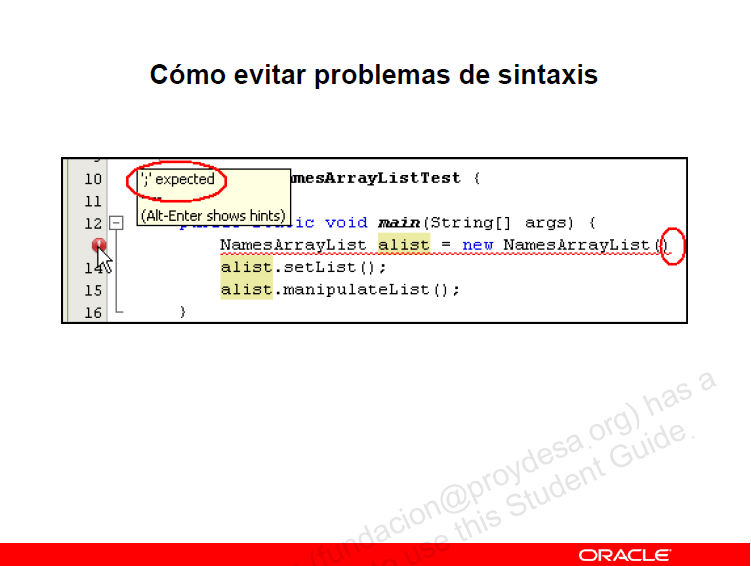 Cómo evitar problemas de sintaxis
';' expected
(Alt-Enter shows hints)
10 mesArrayListTest {
11
12 static void main(String[] args) {
NamesArrayList alist = new NamesArrayList()
14 alist.setList();
15 alist.manipulateList();
16 }
(fundacion@proydesa.org) has a
use this Student Guide.
ORACLE